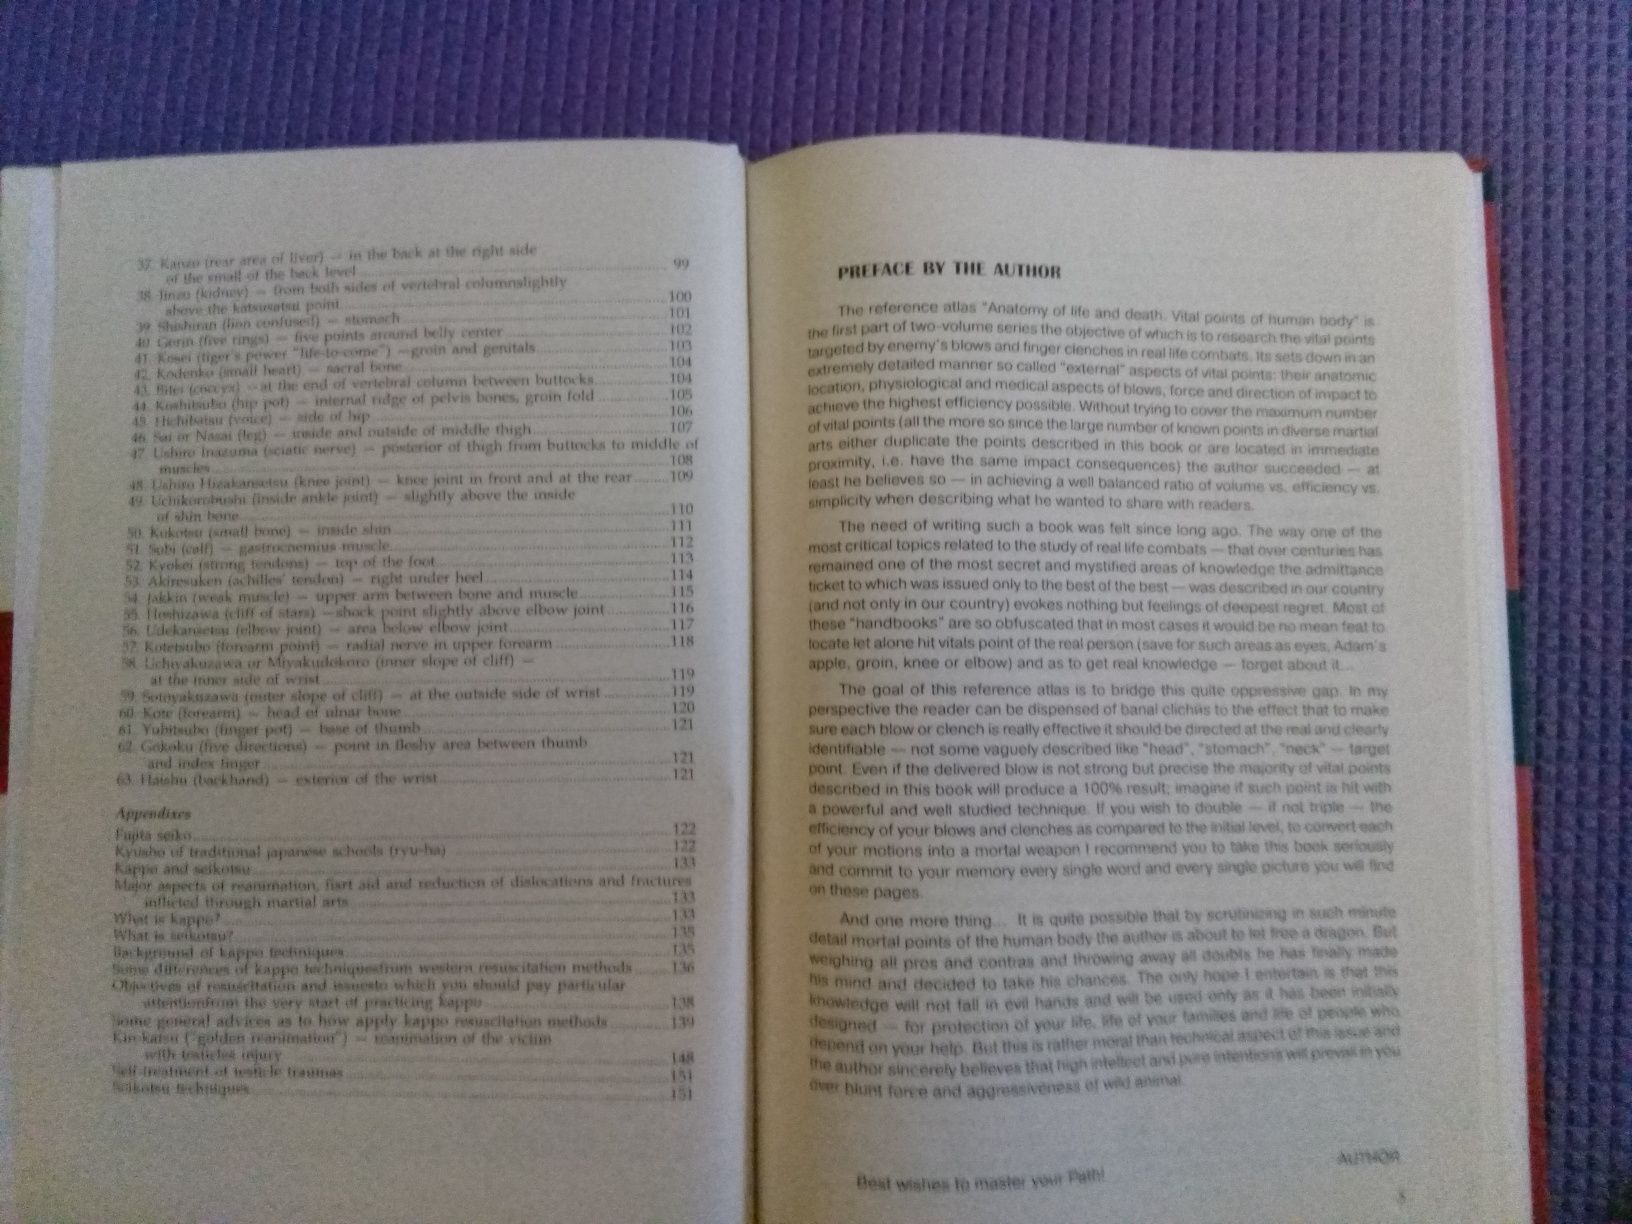 37. Kanzo (rear area of liver) — in the back at the right side
of the small of the back level 99
38. Jinzu (kidney) — from both sides of vertebral columnslightly
above the katsusatsu point 100
39. Shishiran (lion confused) — stomach 101
40. Gorin (five rings) — five points around belly center 102
41. Kosei (tiger's power "life-to-come") —groin and genitals 103
42. Kodenko (small heart) — sacral bone 104
43. Bitei (coccyx) — at the end of vertebral column between buttocks 104
44. Koshitsubo (hip pot) — internal ridge of pelvis bones, groin fold 105
45. Hichibatsu (voice) — side of hip 106
46. Sai or Nasai (leg) — inside and outside of middle thigh 107
47. Ushiro Inazuma (sciatic nerve) — posterior of thigh from buttocks to middle of
muscles 108
48. Ushiro Hizakansetsu (knee joint) — knee joint in front and at the rear 109
49. Uchikorobushi (inside ankle joint) — slightly above the inside
of shin bone 110
50. Kokotsu (small bone) — inside shin 111
51. Sobi (calf) — gastrocnemius muscle 112
52. Kyokei (strong tendons) — top of the foot 113
53. Akiresuken (achilles' tendon) — right under heel 114
54. Jakkin (weak muscle) — upper arm between bone and muscle 115
55. Hoshizawa (cliff of stars) —shock point slightly above elbow joint 116
56. Udekansetsu (elbow joint) — area below elbow joint 117
57. Kotetsubo (forearm point) — radial nerve in upper forearm 118
58. Uchiyakuzawa or Miyakudokoro (inner slope of cliff) —
at the inner side of wrist 119
59. Sotoyakuzawa (outer slope of cliff) — at the outside side of wrist 119
60. Kote (forearm) — head of ulnar bone 120
61. Yubitsubo (finger pot) — base of thumb 121
62. Gokoku (five directions) — point in fleshy area between thumb
and index finger 121
63. Haishu (backhand) — exterior of the wrist 121
Appendixes
Fujita seiko 122
Kyusho of traditional japanese schools (ryu-ha) 122
Kappo and seikotsu 133
Major aspects of reanimation, fisrt aid and reduction of dislocations and fractures
inflicted through martial arts 133
What is kappo? 133
What is seikotsu? 135
Background of kappo techniques 135
Some differences of kappo techniquesfrum western resuscitation methods 136
Objectives of resuscitation and issuesto which you should pay particular
attentionfrom the very start of practicing kappo 138
Some general advices as to how apply kappo resuscitation methods 139
Kin-katsu ("golden reanimation") — reanimation of the victim
with testicles injury 148
Self-treatment of testicle traumas 151
Seikotsu techniques 151
PREFACE BY THE AUTHOR
The reference atlas "Anatomy of life and death. Vital points of human body" is
the first part of two-volume series the objective of which is to research the vital points
targeted by enemy's blows and finger clenches in real life combats. Its sets down in an
extremely detailed manner so called "external" aspects of vital points: their anatomic
location, physiological and medical aspects of blows, force and direction of impact to
achieve the highest efficiency possible. Without trying to cover the maximum number
of vital points (all the more so since the large number of known points in diverse martial
arts either duplicate the points described in this book or are located in immediate
proximity, i.e. have the same impact consequences) the author succeeded — at
least he believes so — in achieving a well balanced ratio of volume vs. efficiency vs.
simplicity when describing what he wanted to share with readers.
The need of writing such a book was felt since long ago. The way one of the
most critical topics related to the study of real life combats — that over centuries has
remained one of the most secret and mystified areas of knowledge the admittance
ticket to which was issued only to the best of the best — was described in our country
(and not only in our country) evokes nothing but feelings of deepest regret. Most of
these "handbooks" are so obfuscated that in most cases it would be no mean feat to
locate let alone hit vitals point of the real person (save for such areas as eyes, Adam's
apple, groin, knee or elbow) and as to get real knowledge — forget about it...
The goal of this reference atlas is to bridge this quite oppressive gap. In my
perspective the reader can be dispensed of banal clichùs to the effect that to make
sure each blow or clench is really effective it should be directed at the real and clearly
identifiable — not some vaguely described like "head", "stomach", "neck" — target
point. Even if the delivered blow is not strong but precise the majority of vital points
described in this book will produce a 100% result; imagine if such point is hit with
a powerful and well studied technique. If you wish to double — if not triple — the
efficiency of your blows and clenches as compared to the initial level, to convert each
of your motions into a mortal weapon I recommend you to take this book seriously
and commit to your memory every single word and every single picture you will find
on these pages.
And one more thing... It is quite possible that by scrutinizing in such minute
detail mortal points of the human body the author is about to let free a dragon. But
weighing all pros and contras and throwing away all doubts he has finally made
his mind and decided to take his chances. The only hope I entertain is that this
knowledge will not fall in evil hands and will be used only as it has been initially
designed — for protection of your life, life of your families and life of people who
depend on your help. But this is rather moral than technical aspect of this issue and
the author sincerely believes that high intellect and pure intentions will prevail in you
over blunt force and aggressiveness of wild animal.
AUTHOR
Best wishes to master your Path!